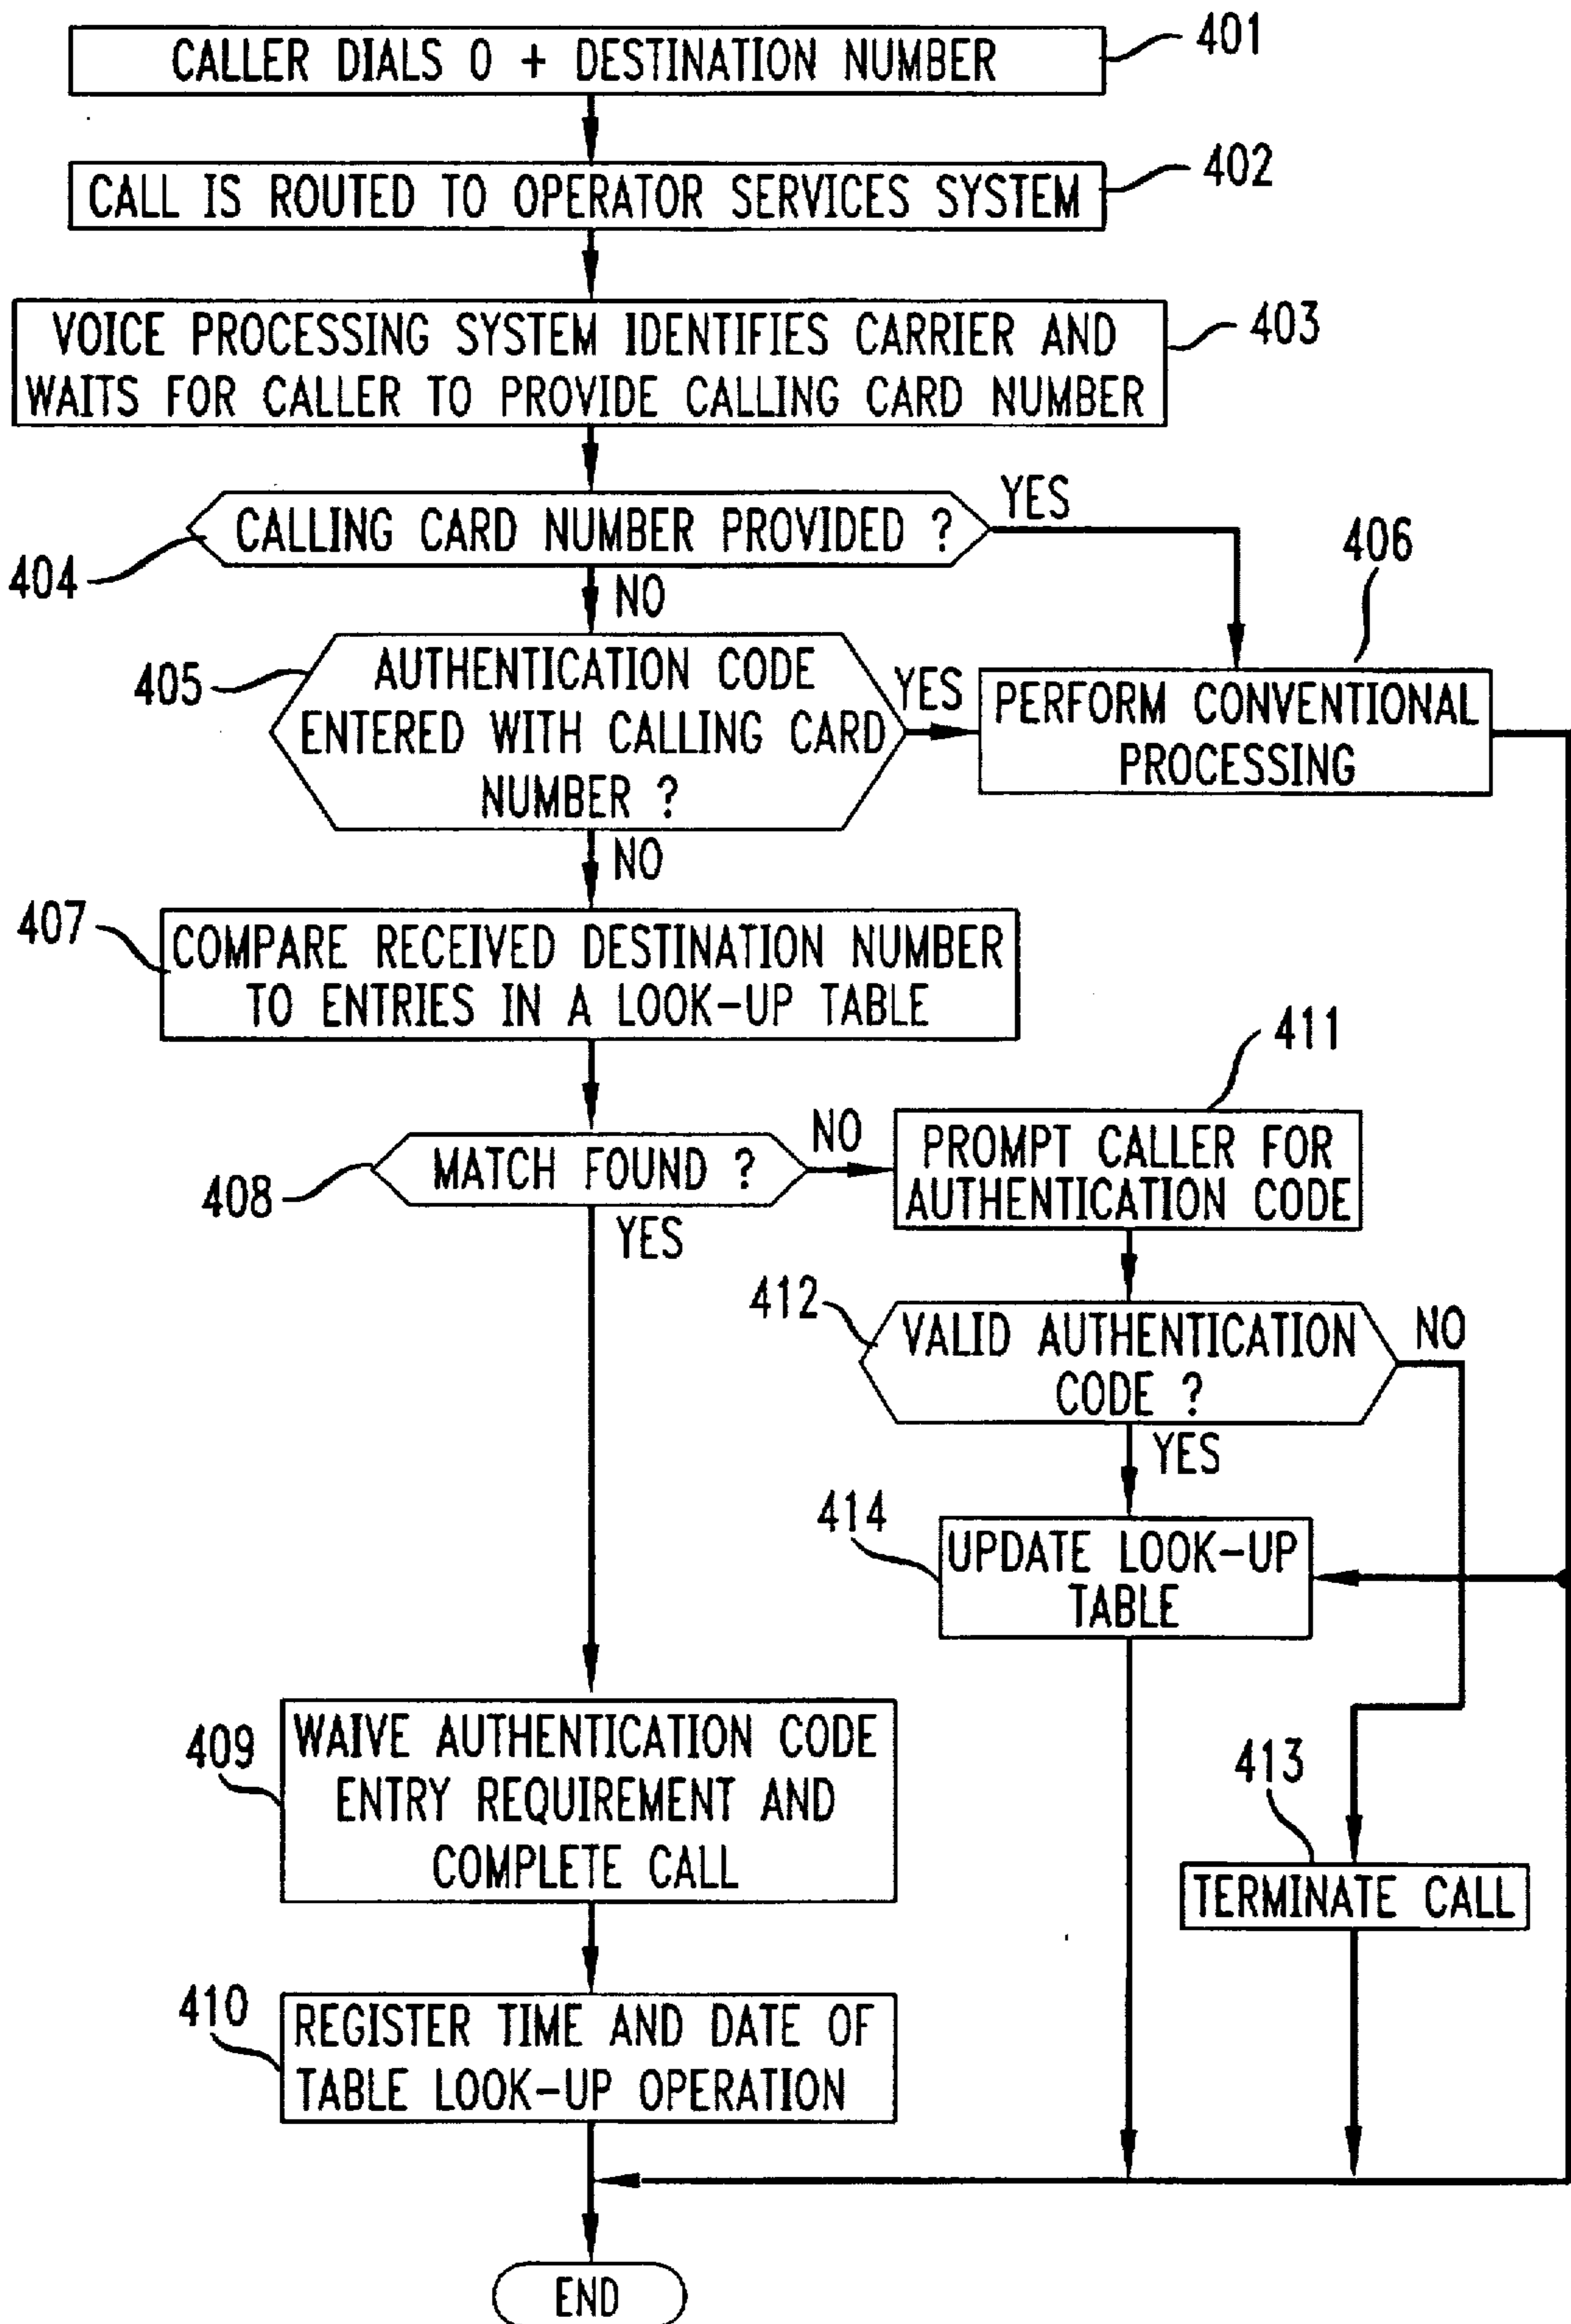 CALLER DIALS 0 + DESTINATION NUMBER
401
CALL IS ROUTED TO OPERATOR SERVICES SYSTEM
402
VOICE PROCESSING SYSTEM IDENTIFIES CARRIER AND
WAITS FOR CALLER TO PROVIDE CALLING CARD NUMBER
403
CALLING CARD NUMBER PROVIDED ?
YES
404
NO
406
405
AUTHENTICATION CODE
ENTERED WITH CALLING CARD
NUMBER ?
YES
PERFORM CONVENTIONAL
PROCESSING
NO
407
COMPARE RECEIVED DESTINATION NUMBER
TO ENTRIES IN A LOOK-UP TABLE
411
408
MATCH FOUND ?
NO
PROMPT CALLER FOR
AUTHENTICATION CODE
YES
412
VALID AUTHENTICATION
CODE ?
NO
YES
414
UPDATE LOOK-UP
TABLE
409
WAIVE AUTHENTICATION CODE
ENTRY REQUIREMENT AND
COMPLETE CALL
413
TERMINATE CALL
410
REGISTER TIME AND DATE OF
TABLE LOOK-UP OPERATION
END